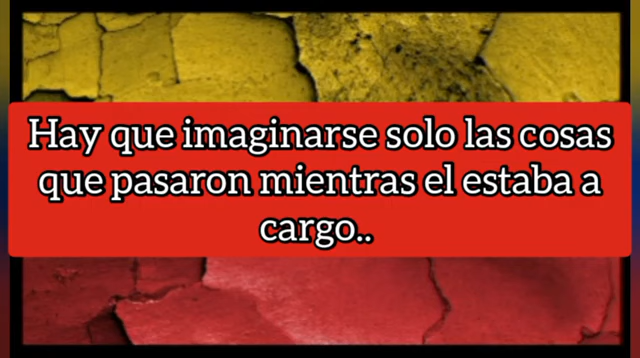 Hay que imaginarse solo las cosas
que pasaron mientras el estaba a
cargo..